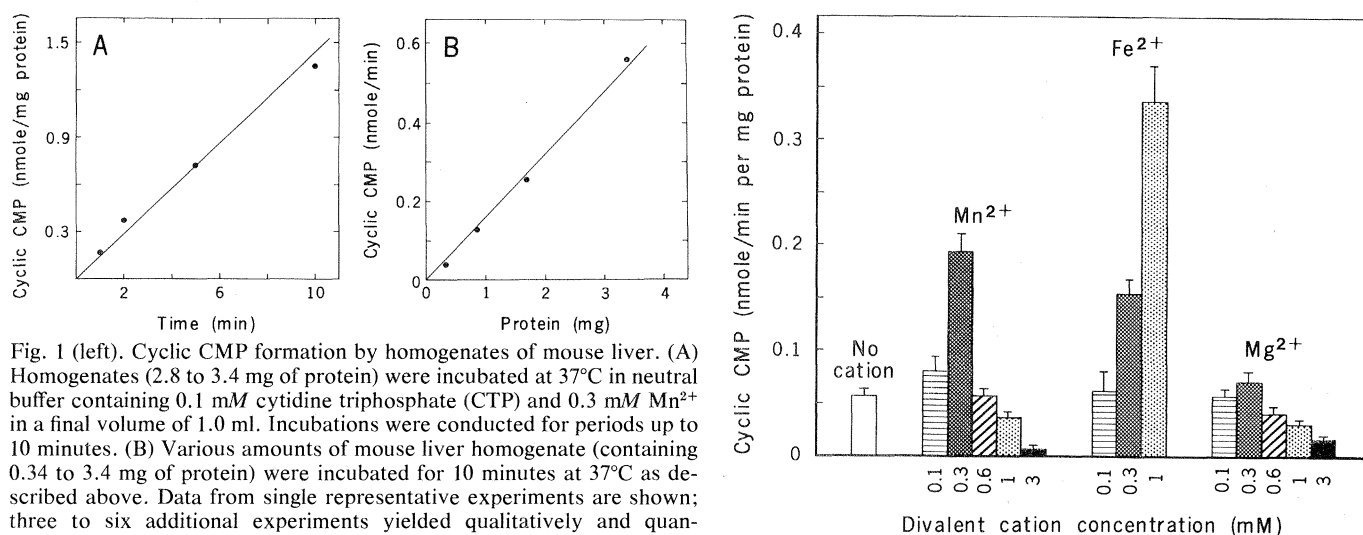 A
Cyclic CMP (nmole/mg protein)
1.5
0.9
0.3
2
6
10
Time (min)
B
Cyclic CMP (nmole/min)
0.6
0.4
0.2
0
0
1
2
3
4
Protein (mg)
Fig. 1 (left). Cyclic CMP formation by homogenates of mouse liver. (A)
Homogenates (2.8 to 3.4 mg of protein) were incubated at 37°C in neutral
buffer containing 0.1 mM cytidine triphosphate (CTP) and 0.3 mM Mn²⁺
in a final volume of 1.0 ml. Incubations were conducted for periods up to
10 minutes. (B) Various amounts of mouse liver homogenate (containing
0.34 to 3.4 mg of protein) were incubated for 10 minutes at 37°C as de-
scribed above. Data from single representative experiments are shown;
three to six additional experiments yielded qualitatively and quan-
Cyclic CMP (nmole/min per mg protein)
0.4
0.3
0.2
0.1
0
No
cation
Mn²⁺
Fe²⁺
Mg²⁺
0.1
0.3
0.6
1
3
0.1
0.3
1
0.1
0.3
0.6
1
3
Divalent cation concentration (mM)